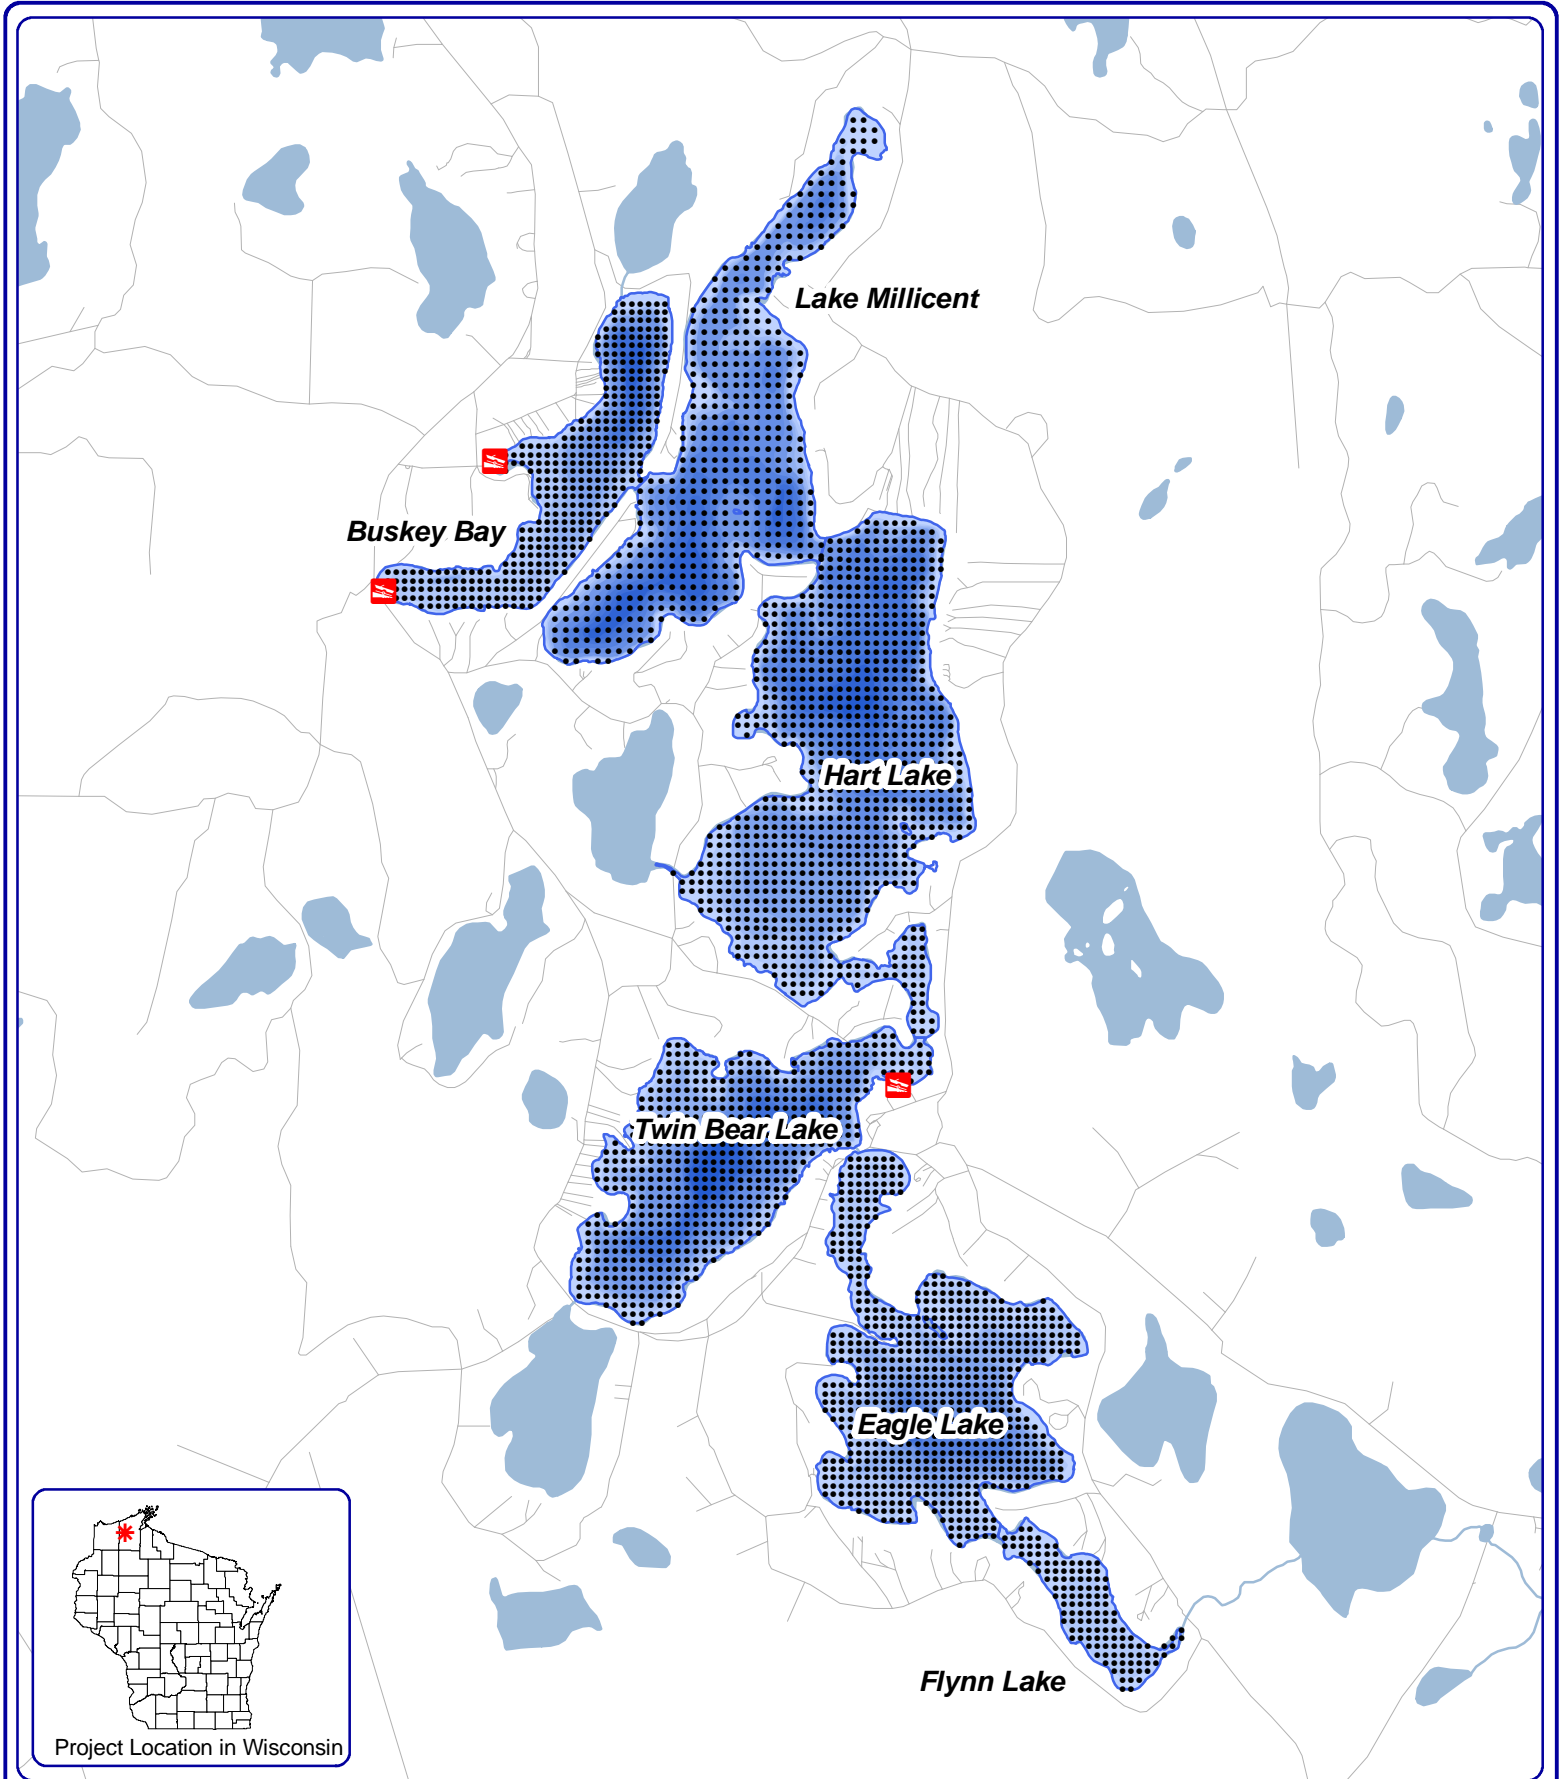 Lake Millicent
Buskey Bay
Hart Lake
Twin Bear Lake
Eagle Lake
Flynn Lake
Project Location in Wisconsin